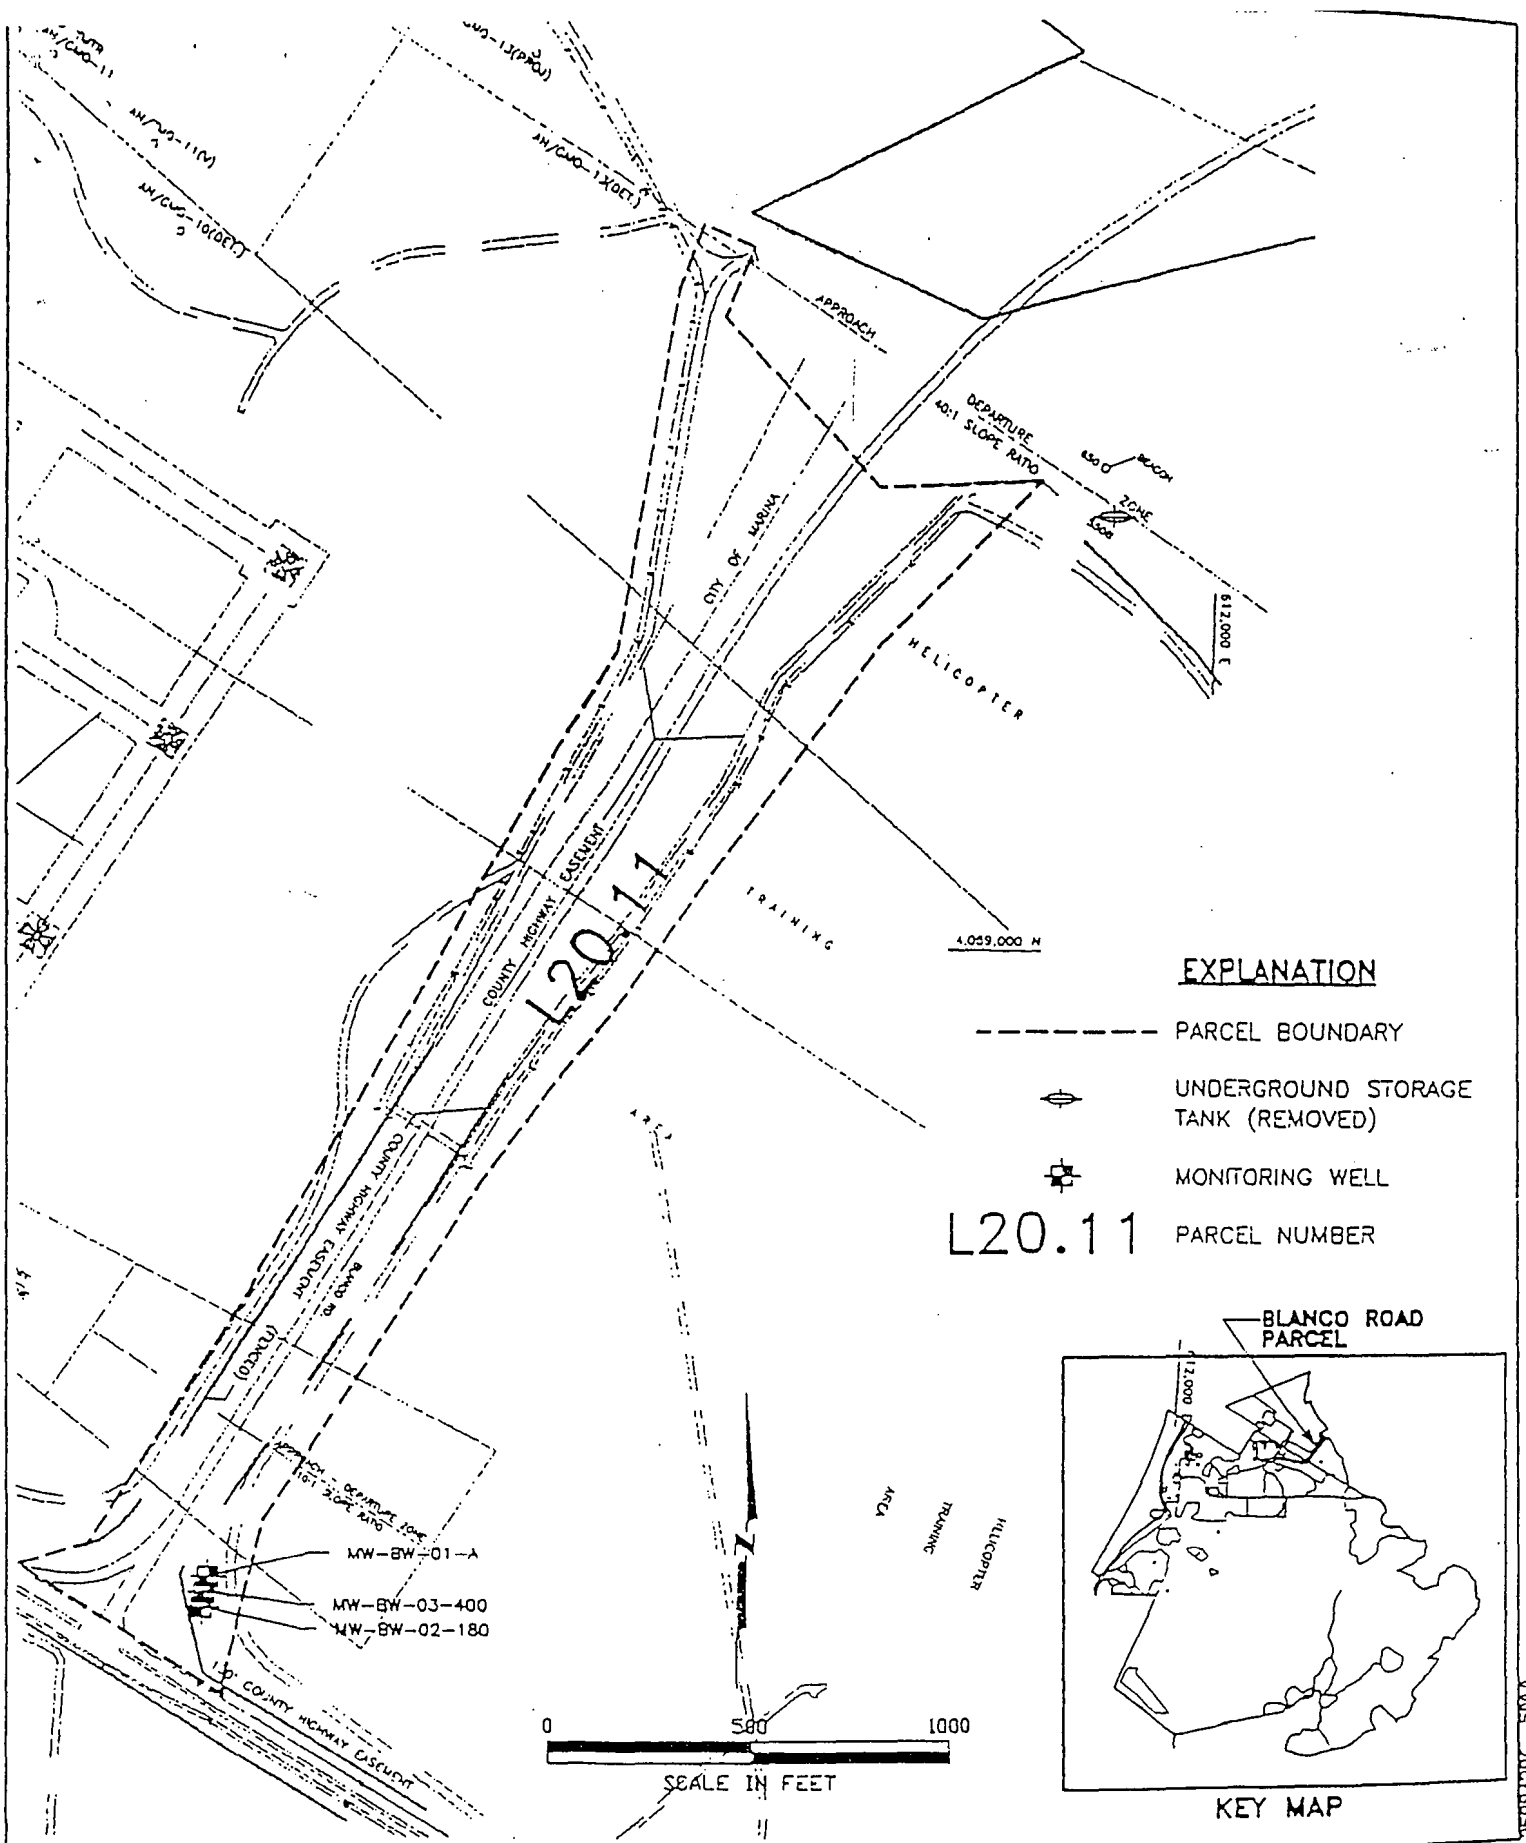 APPROACH
DEPARTURE
40:1 SLOPE RATIO
BEACON
ZONE
612,000 E
CITY OF MARINA
HELICOPTER
TRAINING
AREA
4,059,000 N
COUNTY HIGHWAY EASEMENT
L20.11
EXPLANATION
PARCEL BOUNDARY
UNDERGROUND STORAGE
TANK (REMOVED)
MONITORING WELL
L20.11 PARCEL NUMBER
COUNTY HIGHWAY EASEMENT
BLANCO RD.
(FENCED)
APPROACH - DEPARTURE ZONE
SLOPE RATIO
MW-BW-01-A
MW-BW-03-400
MW-BW-02-180
COUNTY HIGHWAY EASEMENT
HELICOPTER
TRAINING
AREA
N
0 500 1000
SCALE IN FEET
BLANCO ROAD
PARCEL
KEY MAP